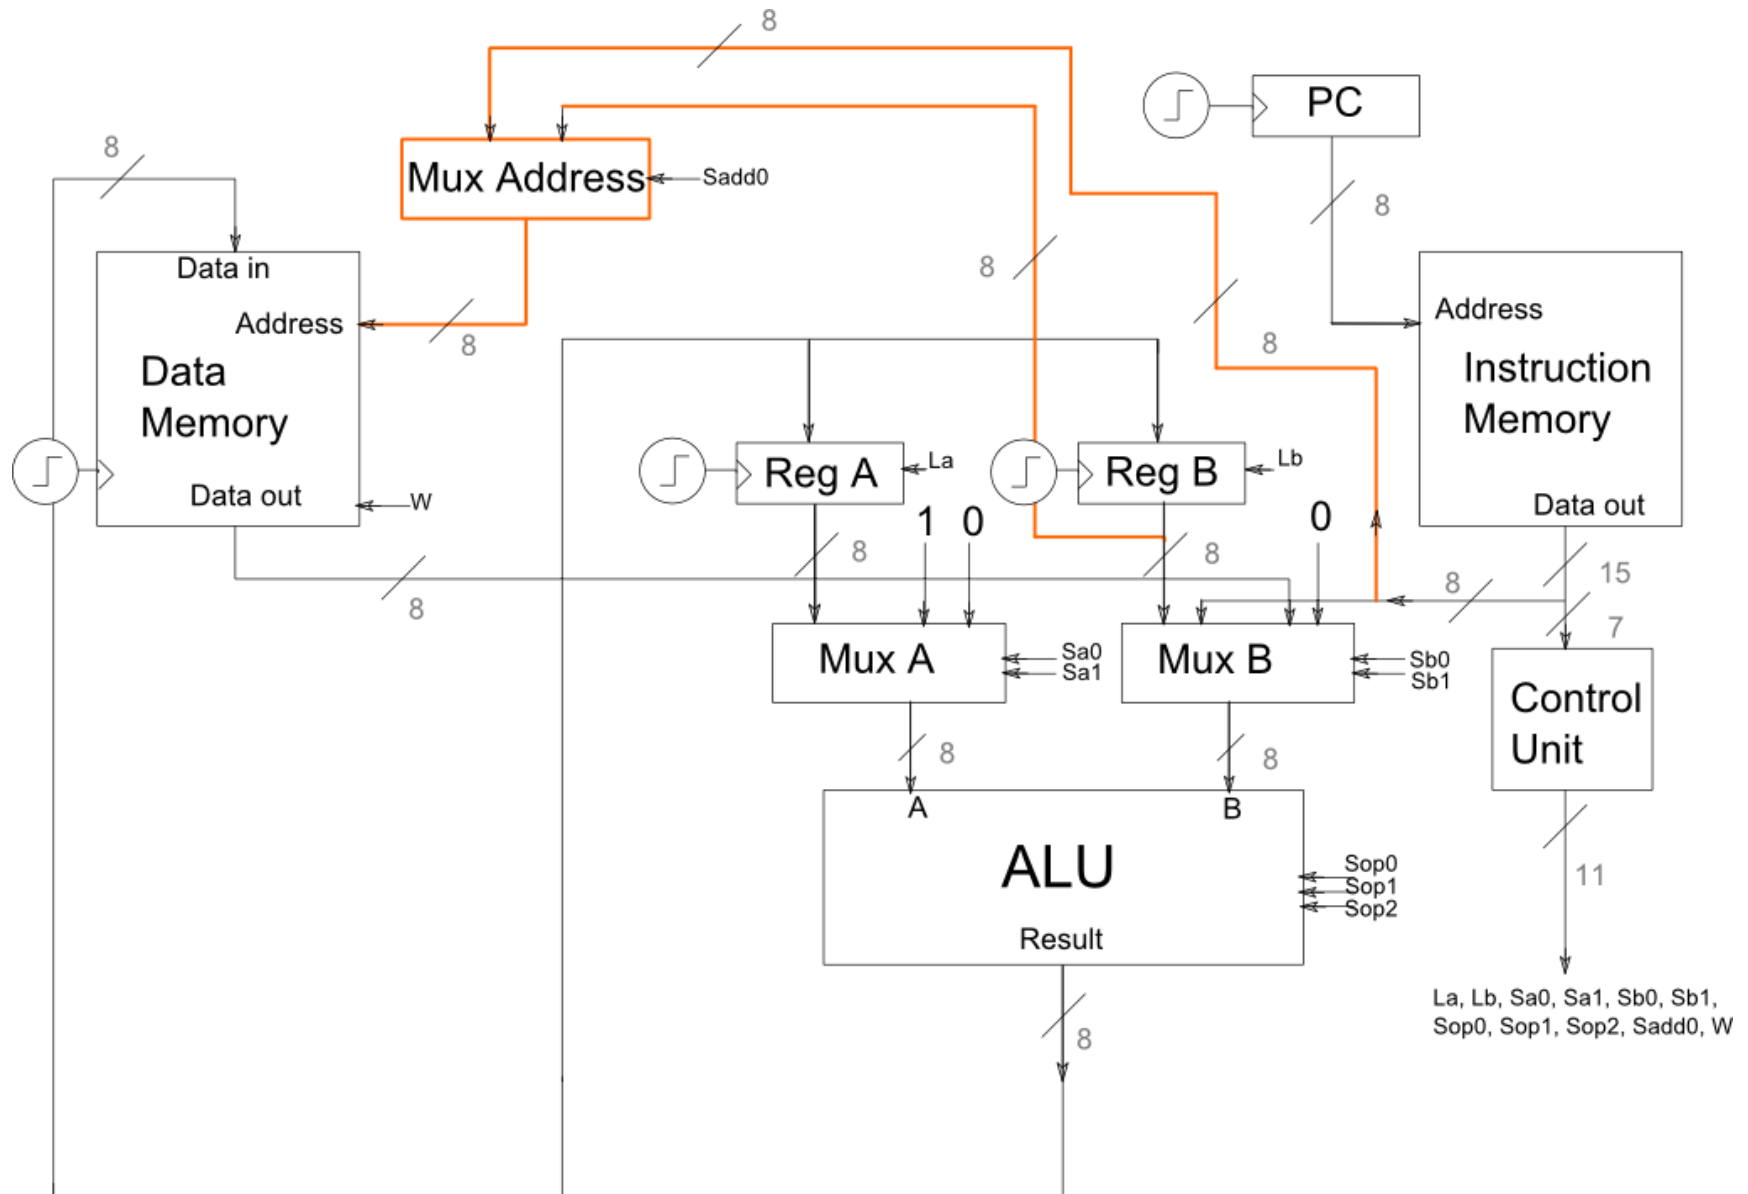 8
PC
8
Mux Address
Sadd0
8
8
Data in
Address
8
Data
Memory
Data out
W
8
8
Address
Instruction
Memory
Data out
Reg A
La
Reg B
Lb
1 0
0
8
8
8
8
15
7
Mux A
Sa0
Sa1
Mux B
Sb0
Sb1
Control
Unit
8
8
A
B
ALU
Sop0
Sop1
Sop2
Result
11
8
La, Lb, Sa0, Sa1, Sb0, Sb1,
Sop0, Sop1, Sop2, Sadd0, W